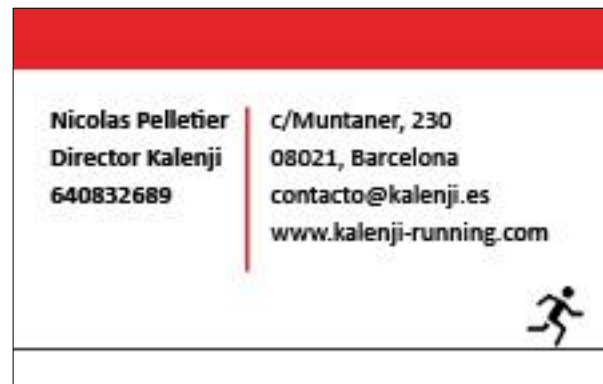 Nicolas Pelletier
Director Kalenji
640832689
c/Muntaner, 230
08021, Barcelona
contacto@kalenji.es
www.kalenji-running.com